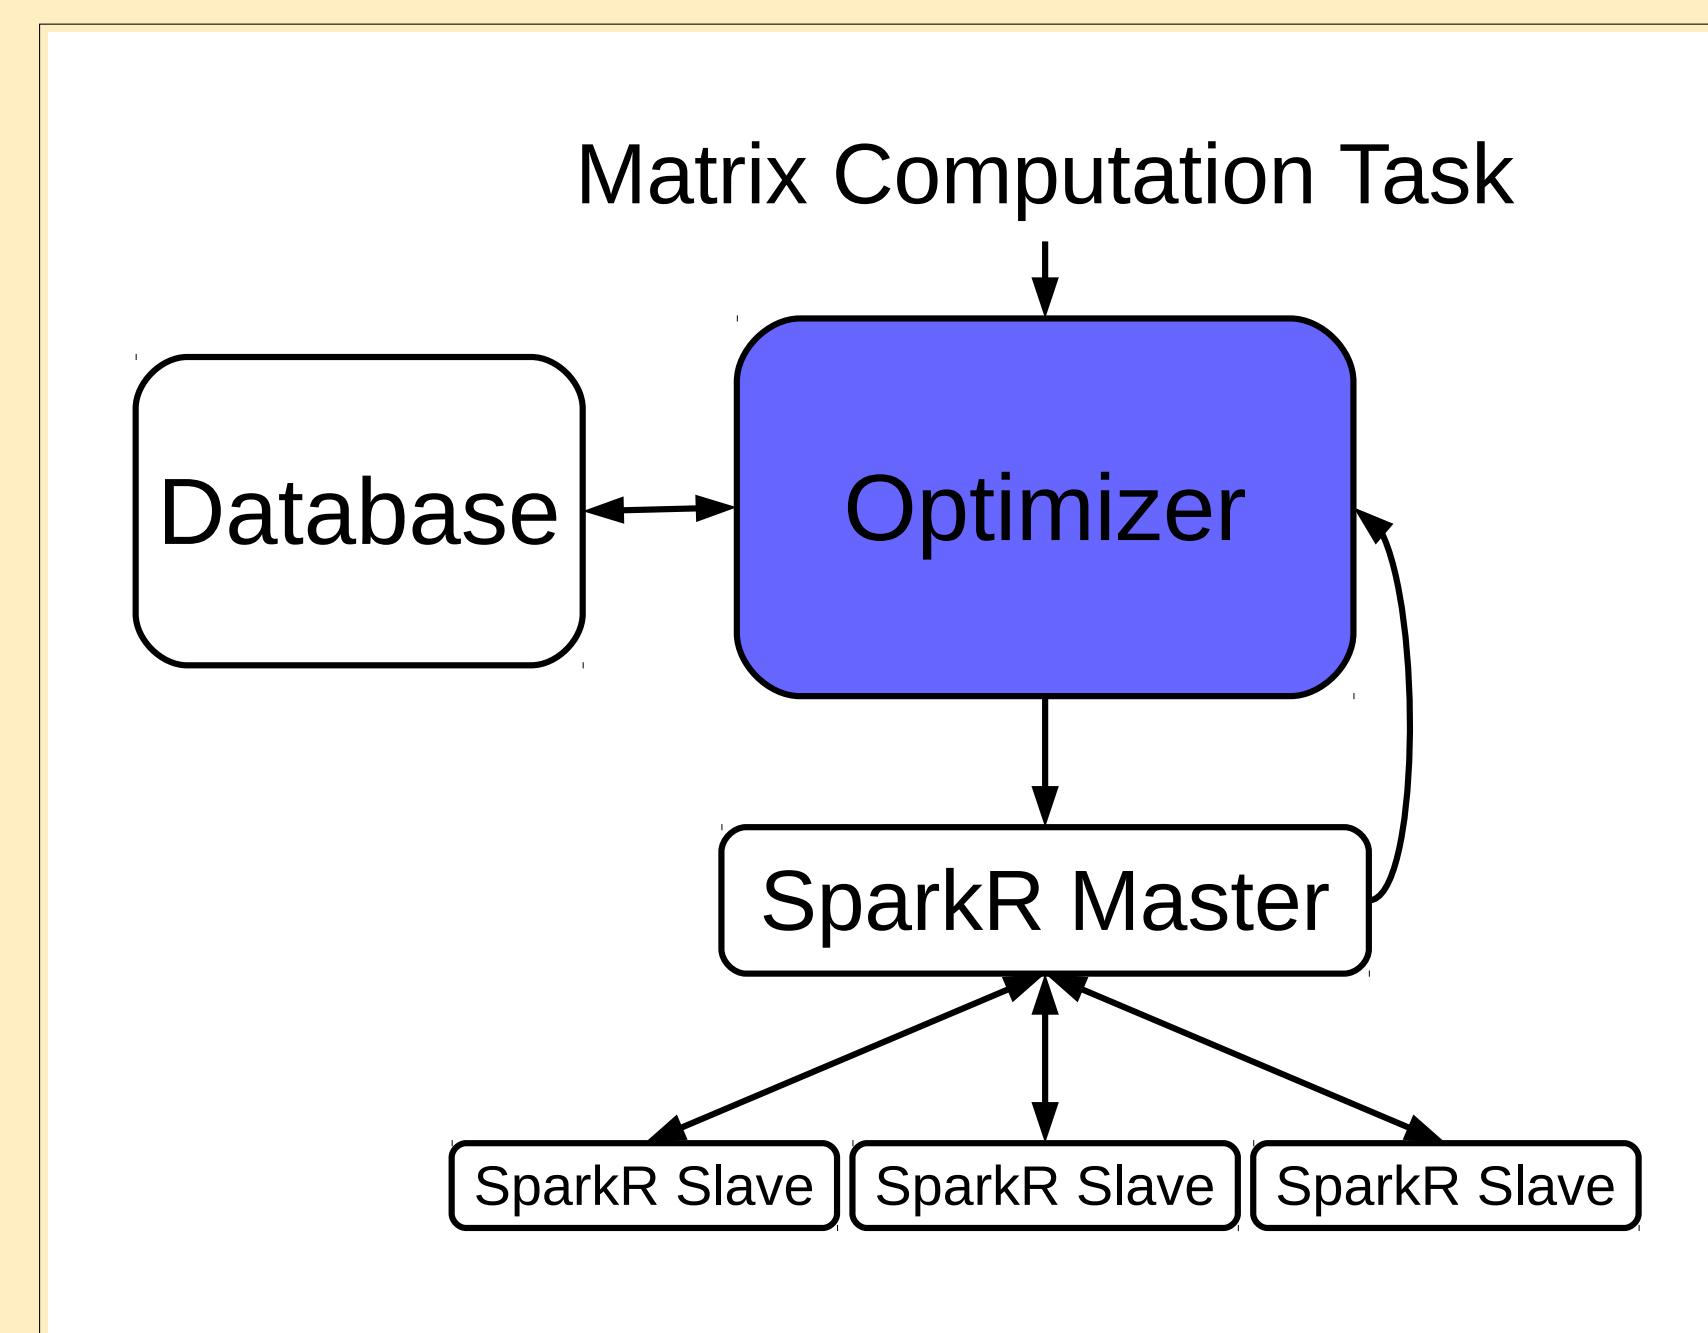 Matrix Computation Task
Database
Optimizer
SparkR Master
SparkR Slave
SparkR Slave
SparkR Slave